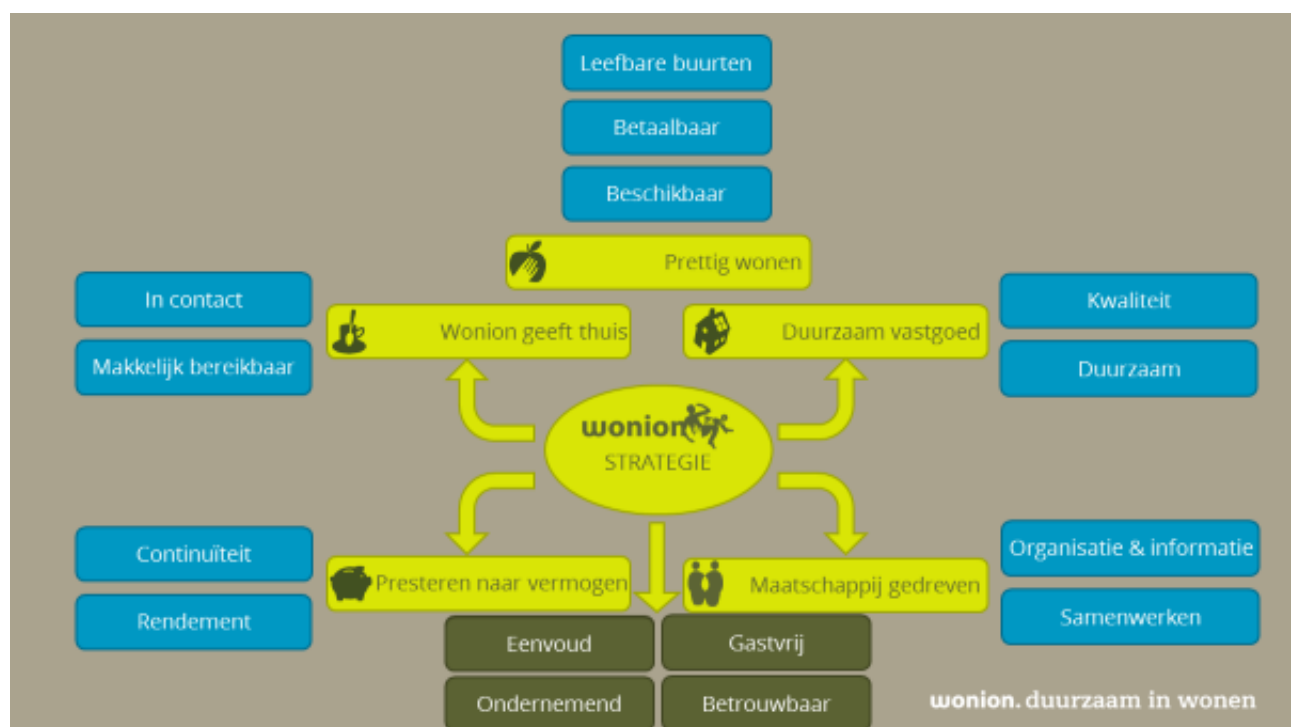 Leefbare buurten
Betaalbaar
Beschikbaar
Prettig wonen
In contact
Makkelijk bereikbaar
Wonion geeft thuis
Duurzaam vastgoed
Kwaliteit
Duurzaam
wonion
STRATEGIE
Continuïteit
Rendement
Presteren naar vermogen
Maatschappij gedreven
Organisatie & informatie
Samenwerken
Eenvoud
Gastvrij
Ondernemend
Betrouwbaar
wonion. duurzaam in wonen